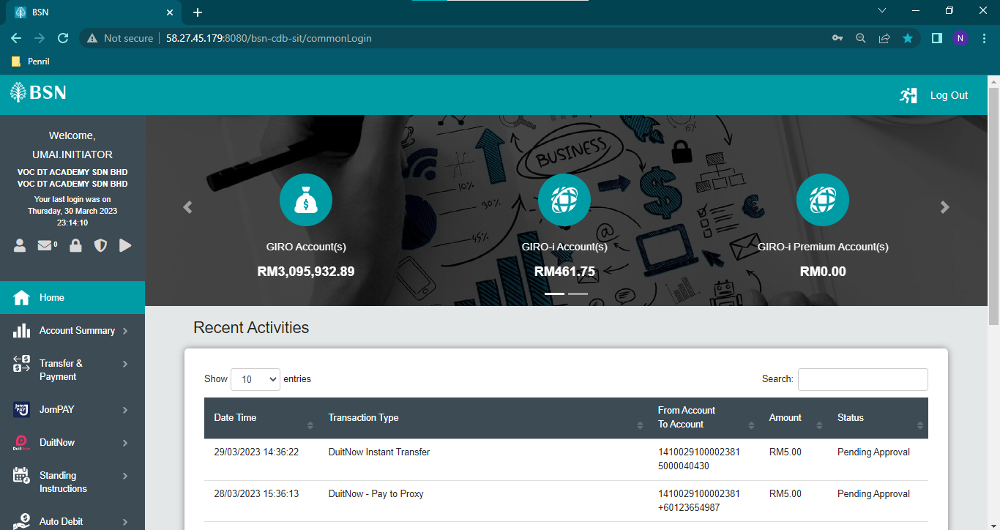 BSN
Not secure
58.27.45.179:8080/bsn-cdb-sit/commonLogin
N
Penril
BSN
Log Out
Welcome,
UMAI.INITIATOR
VOC DT ACADEMY SDN BHD
VOC DT ACADEMY SDN BHD
Your last login was on
Thursday, 30 March 2023
23:14:10
0
Home
Account Summary
Transfer &
Payment
JomPAY
DuitNow
Standing
Instructions
Auto Debit
BUSINESS
15%
10%
30%
45%
GIRO Account(s)
RM3,095,932.89
GIRO-i Account(s)
RM461.75
GIRO-i Premium Account(s)
RM0.00
Recent Activities
Show 10 entries
Search:
Date Time
Transaction Type
From Account
To Account
Amount
Status
29/03/2023 14:36:22
DuitNow Instant Transfer
1410029100002381
5000040430
RM5.00
Pending Approval
28/03/2023 15:36:13
DuitNow - Pay to Proxy
1410029100002381
+60123654987
RM5.00
Pending Approval